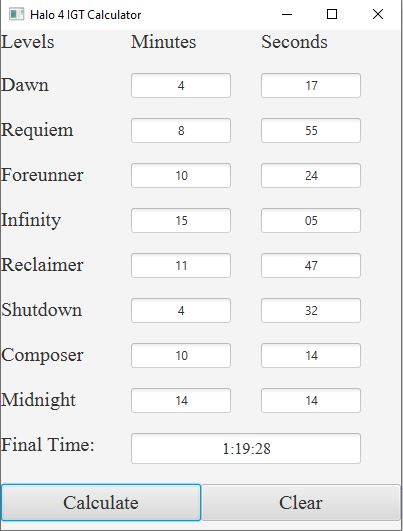 Halo 4 IGT Calculator
Levels Minutes Seconds
Dawn 4 17
Requiem 8 55
Foreunner 10 24
Infinity 15 05
Reclaimer 11 47
Shutdown 4 32
Composer 10 14
Midnight 14 14
Final Time: 1:19:28
Calculate Clear